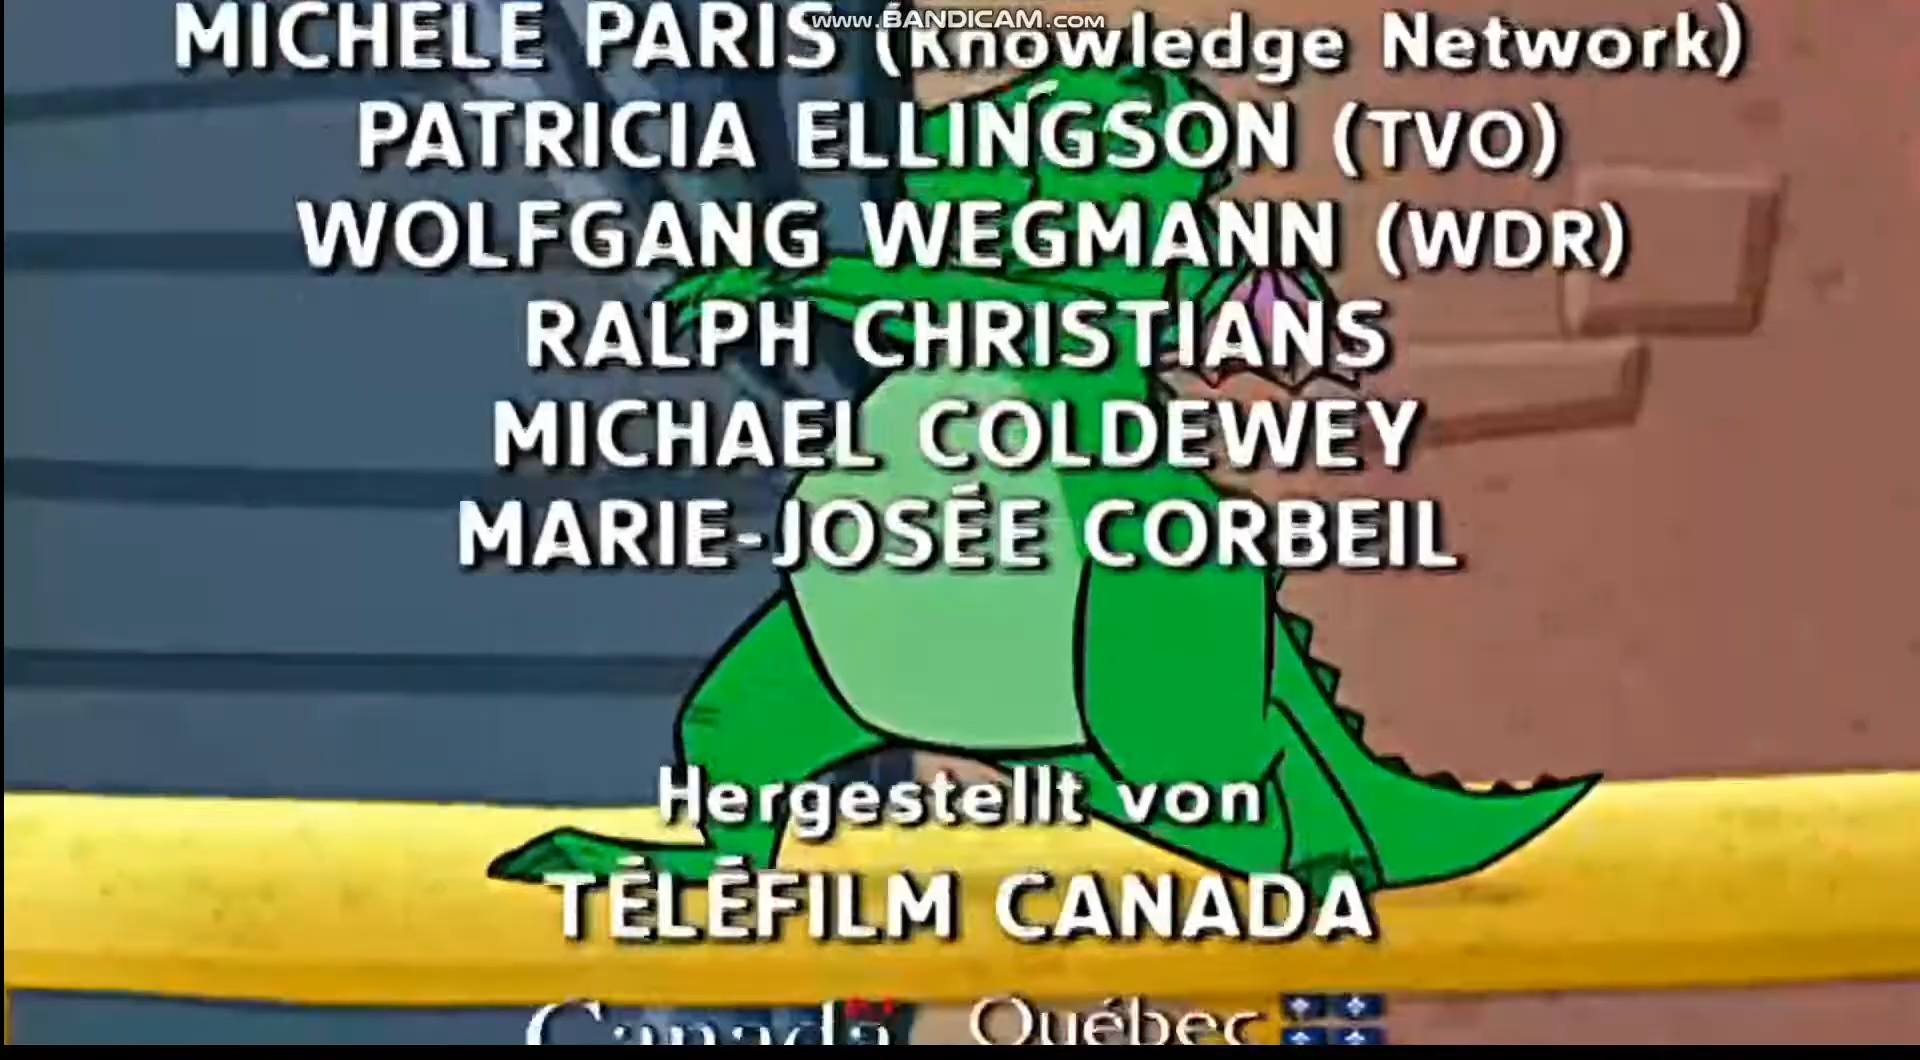 www.BANDICAM.com
MICHÈLE PARIS (Knowledge Network)
PATRICIA ELLINGSON (TVO)
WOLFGANG WEGMANN (WDR)
RALPH CHRISTIANS
MICHAEL COLDEWEY
MARIE-JOSÉE CORBEIL
Hergestellt von
TÉLÉFILM CANADA
Canada Québec